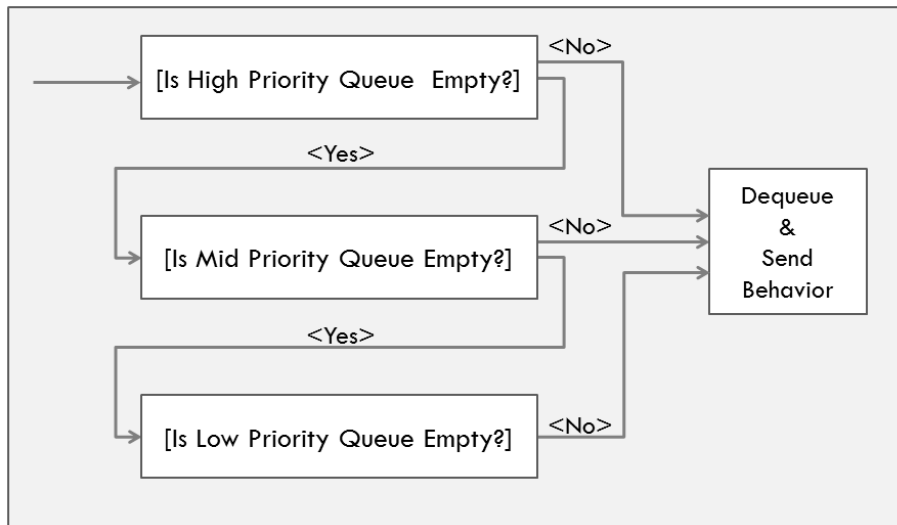 <No>
[Is High Priority Queue Empty?]
<Yes>
<No>
[Is Mid Priority Queue Empty?]
<Yes>
<No>
[Is Low Priority Queue Empty?]
Dequeue
&
Send
Behavior